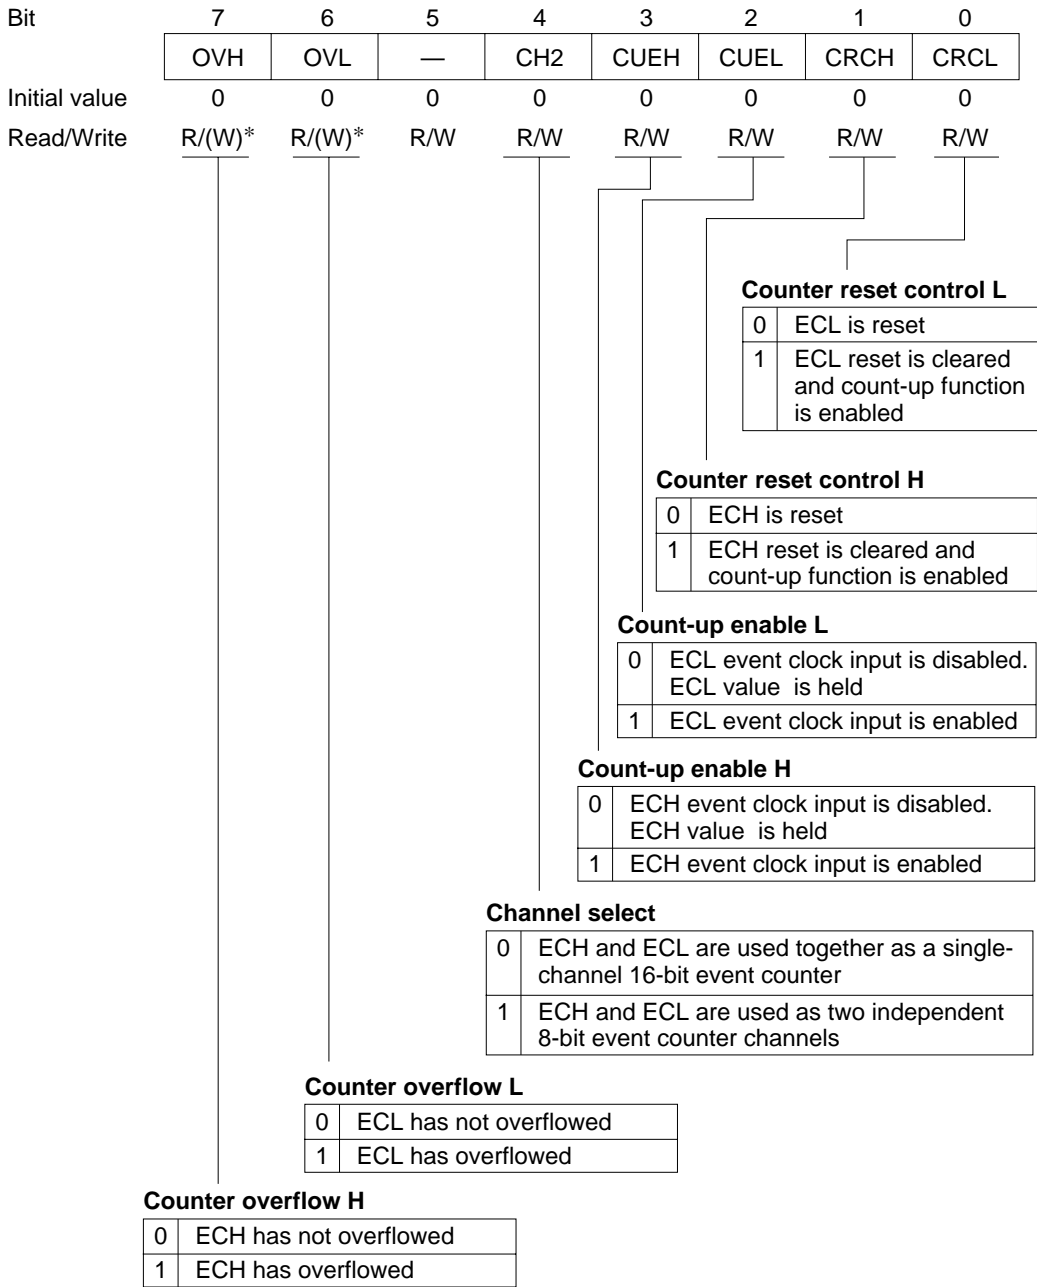 Bit 7 6 5 4 3 2 1 0
OVH OVL — CH2 CUEH CUEL CRCH CRCL
Initial value 0 0 0 0 0 0 0 0
Read/Write R/(W)* R/(W)* R/W R/W R/W R/W R/W R/W
Counter reset control L
0 ECL is reset
1 ECL reset is cleared
and count-up function
is enabled
Counter reset control H
0 ECH is reset
1 ECH reset is cleared and
count-up function is enabled
Count-up enable L
0 ECL event clock input is disabled.
ECL value is held
1 ECL event clock input is enabled
Count-up enable H
0 ECH event clock input is disabled.
ECH value is held
1 ECH event clock input is enabled
Channel select
0 ECH and ECL are used together as a single-
channel 16-bit event counter
1 ECH and ECL are used as two independent
8-bit event counter channels
Counter overflow L
0 ECL has not overflowed
1 ECL has overflowed
Counter overflow H
0 ECH has not overflowed
1 ECH has overflowed